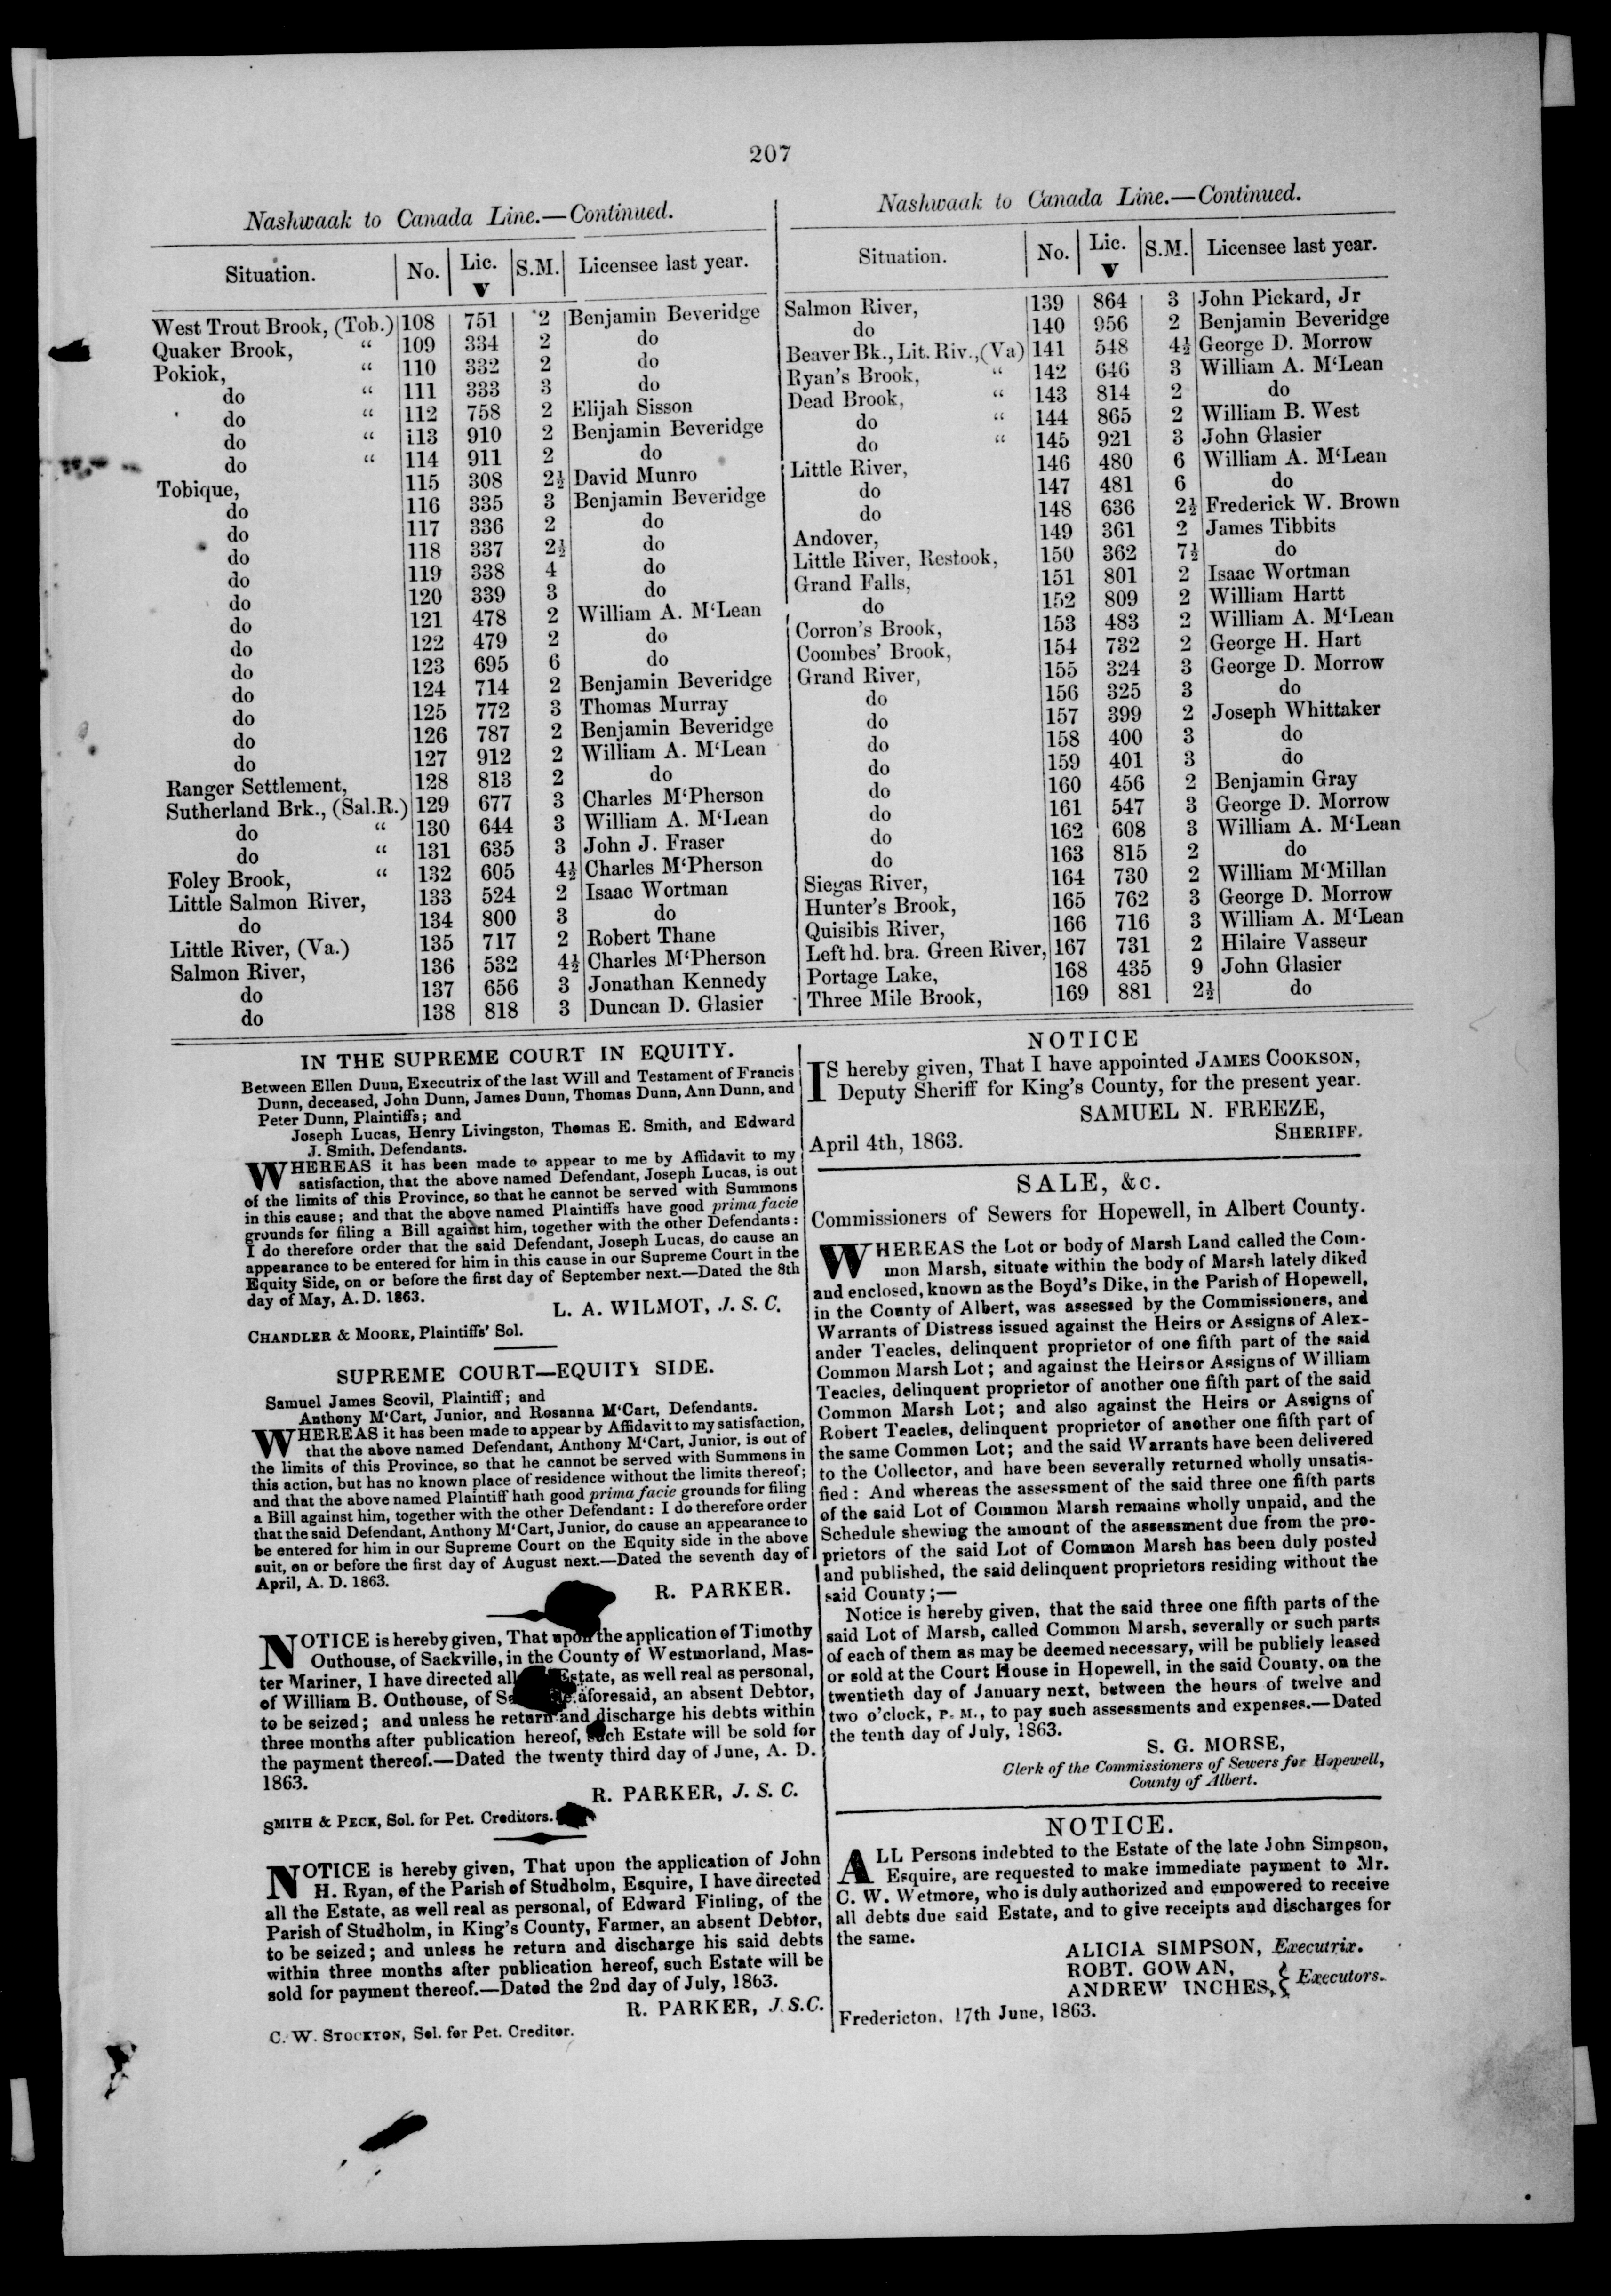 207
Nashwaak to Canada Line.—Continued.
Situation. No. Lic. V S.M. Licensee last year.
West Trout Brook, (Tob.) 108 751 2 Benjamin Beveridge
Quaker Brook, “ 109 334 2 do
Pokiok, “ 110 332 2 do
do “ 111 333 3 do
do “ 112 758 2 Elijah Sisson
do “ 113 910 2 Benjamin Beveridge
do “ 114 911 2 do
Tobique, 115 308 2½ David Munro
do 116 335 3 Benjamin Beveridge
do 117 336 2 do
do 118 337 2½ do
do 119 338 4 do
do 120 339 3 do
do 121 478 2 William A. M‘Lean
do 122 479 2 do
do 123 695 6 do
do 124 714 2 Benjamin Beveridge
do 125 772 3 Thomas Murray
do 126 787 2 Benjamin Beveridge
do 127 912 2 William A. M‘Lean
Ranger Settlement, 128 813 2 do
Sutherland Brk., (Sal.R.) 129 677 3 Charles M‘Pherson
do “ 130 644 3 William A. M‘Lean
do “ 131 635 3 John J. Fraser
Foley Brook, “ 132 605 4½ Charles M‘Pherson
Little Salmon River, 133 524 2 Isaac Wortman
do 134 800 3 do
Little River, (Va.) 135 717 2 Robert Thane
Salmon River, 136 532 4½ Charles M‘Pherson
do 137 656 3 Jonathan Kennedy
do 138 818 3 Duncan D. Glasier
Nashwaak to Canada Line.—Continued.
Situation. No. Lic. V S.M. Licensee last year.
Salmon River, 139 864 3 John Pickard, Jr
do 140 956 2 Benjamin Beveridge
Beaver Bk., Lit. Riv.,(Va) 141 548 4½ George D. Morrow
Ryan's Brook, “ 142 646 3 William A. M‘Lean
Dead Brook, “ 143 814 2 do
do “ 144 865 2 William B. West
do “ 145 921 3 John Glasier
Little River, 146 480 6 William A. M‘Lean
do 147 481 6 do
do 148 636 2½ Frederick W. Brown
Andover, 149 361 2 James Tibbits
Little River, Restook, 150 362 7½ do
Grand Falls, 151 801 2 Isaac Wortman
do 152 809 2 William Hartt
Corron's Brook, 153 483 2 William A. M‘Lean
Coombes' Brook, 154 732 2 George H. Hart
Grand River, 155 324 3 George D. Morrow
do 156 325 3 do
do 157 399 2 Joseph Whittaker
do 158 400 3 do
do 159 401 3 do
do 160 456 2 Benjamin Gray
do 161 547 3 George D. Morrow
do 162 608 3 William A. M‘Lean
do 163 815 2 do
Siegas River, 164 730 2 William M‘Millan
Hunter's Brook, 165 762 3 George D. Morrow
Quisibis River, 166 716 3 William A. M‘Lean
Left hd. bra. Green River, 167 731 2 Hilaire Vasseur
Portage Lake, 168 435 9 John Glasier
Three Mile Brook, 169 881 2½ do
IN THE SUPREME COURT IN EQUITY.
Between Ellen Dunn, Executrix of the last Will and Testament of Francis
Dunn, deceased, John Dunn, James Dunn, Thomas Dunn, Ann Dunn, and
Peter Dunn, Plaintiffs; and
Joseph Lucas, Henry Livingston, Thomas E. Smith, and Edward
J. Smith, Defendants.
WHEREAS it has been made to appear to me by Affidavit to my
satisfaction, that the above named Defendant, Joseph Lucas, is out
of the limits of this Province, so that he cannot be served with Summons
in this cause; and that the above named Plaintiffs have good prima facie
grounds for filing a Bill against him, together with the other Defendants:
I do therefore order that the said Defendant, Joseph Lucas, do cause an
appearance to be entered for him in this cause in our Supreme Court in the
Equity Side, on or before the first day of September next.—Dated the 8th
day of May, A. D. 1863.
L. A. WILMOT, J. S. C.
CHANDLER & MOORE, Plaintiffs' Sol.
SUPREME COURT—EQUITY SIDE.
Samuel James Scovil, Plaintiff; and
Anthony M‘Cart, Junior, and Rosanna M‘Cart, Defendants.
WHEREAS it has been made to appear by Affidavit to my satisfaction,
that the above named Defendant, Anthony M‘Cart, Junior, is out of
the limits of this Province, so that he cannot be served with Summons in
this action, but has no known place of residence without the limits thereof;
and that the above named Plaintiff hath good prima facie grounds for filing
a Bill against him, together with the other Defendant: I do therefore order
that the said Defendant, Anthony M‘Cart, Junior, do cause an appearance to
be entered for him in our Supreme Court on the Equity side in the above
suit, on or before the first day of August next.—Dated the seventh day of
April, A. D. 1863.
R. PARKER.
NOTICE is hereby given, That upon the application of Timothy
Outhouse, of Sackville, in the County of Westmorland, Mas-
ter Mariner, I have directed all Estate, as well real as personal,
of William B. Outhouse, of aforesaid, an absent Debtor,
to be seized; and unless he return and discharge his debts within
three months after publication hereof, such Estate will be sold for
the payment thereof.—Dated the twenty third day of June, A. D.
1863.
R. PARKER, J. S. C.
SMITH & PECK, Sol. for Pet. Creditors.
NOTICE is hereby given, That upon the application of John
H. Ryan, of the Parish of Studholm, Esquire, I have directed
all the Estate, as well real as personal, of Edward Finling, of the
Parish of Studholm, in King's County, Farmer, an absent Debtor,
to be seized; and unless he return and discharge his said debts
within three months after publication hereof, such Estate will be
sold for payment thereof.—Dated the 2nd day of July, 1863.
R. PARKER, J.S.C.
C. W. STOCKTON, Sol. for Pet. Creditor.
NOTICE
IS hereby given, That I have appointed JAMES COOKSON,
Deputy Sheriff for King's County, for the present year.
SAMUEL N. FREEZE,
SHERIFF.
April 4th, 1863.
SALE, &c.
Commissioners of Sewers for Hopewell, in Albert County.
WHEREAS the Lot or body of Marsh Land called the Com-
mon Marsh, situate within the body of Marsh lately diked
and enclosed, known as the Boyd's Dike, in the Parish of Hopewell,
in the County of Albert, was assessed by the Commissioners, and
Warrants of Distress issued against the Heirs or Assigns of Alex-
ander Teacles, delinquent proprietor of one fifth part of the said
Common Marsh Lot; and against the Heirs or Assigns of William
Teacles, delinquent proprietor of another one fifth part of the said
Common Marsh Lot; and also against the Heirs or Assigns of
Robert Teacles, delinquent proprietor of another one fifth part of
the same Common Lot; and the said Warrants have been delivered
to the Collector, and have been severally returned wholly unsatis-
fied: And whereas the assessment of the said three one fifth parts
of the said Lot of Common Marsh remains wholly unpaid, and the
Schedule shewing the amount of the assessment due from the pro-
prietors of the said Lot of Common Marsh has been duly posted
and published, the said delinquent proprietors residing without the
said County;—
Notice is hereby given, that the said three one fifth parts of the
said Lot of Marsh, called Common Marsh, severally or such parts
of each of them as may be deemed necessary, will be publicly leased
or sold at the Court House in Hopewell, in the said County, on the
twentieth day of January next, between the hours of twelve and
two o'clock, P. M., to pay such assessments and expenses.—Dated
the tenth day of July, 1863.
S. G. MORSE,
Clerk of the Commissioners of Sewers for Hopewell,
County of Albert.
NOTICE.
ALL Persons indebted to the Estate of the late John Simpson,
Esquire, are requested to make immediate payment to Mr.
C. W. Wetmore, who is duly authorized and empowered to receive
all debts due said Estate, and to give receipts and discharges for
the same.
ALICIA SIMPSON, Executrix.
ROBT. GOWAN,
ANDREW INCHES, } Executors.
Fredericton, 17th June, 1863.